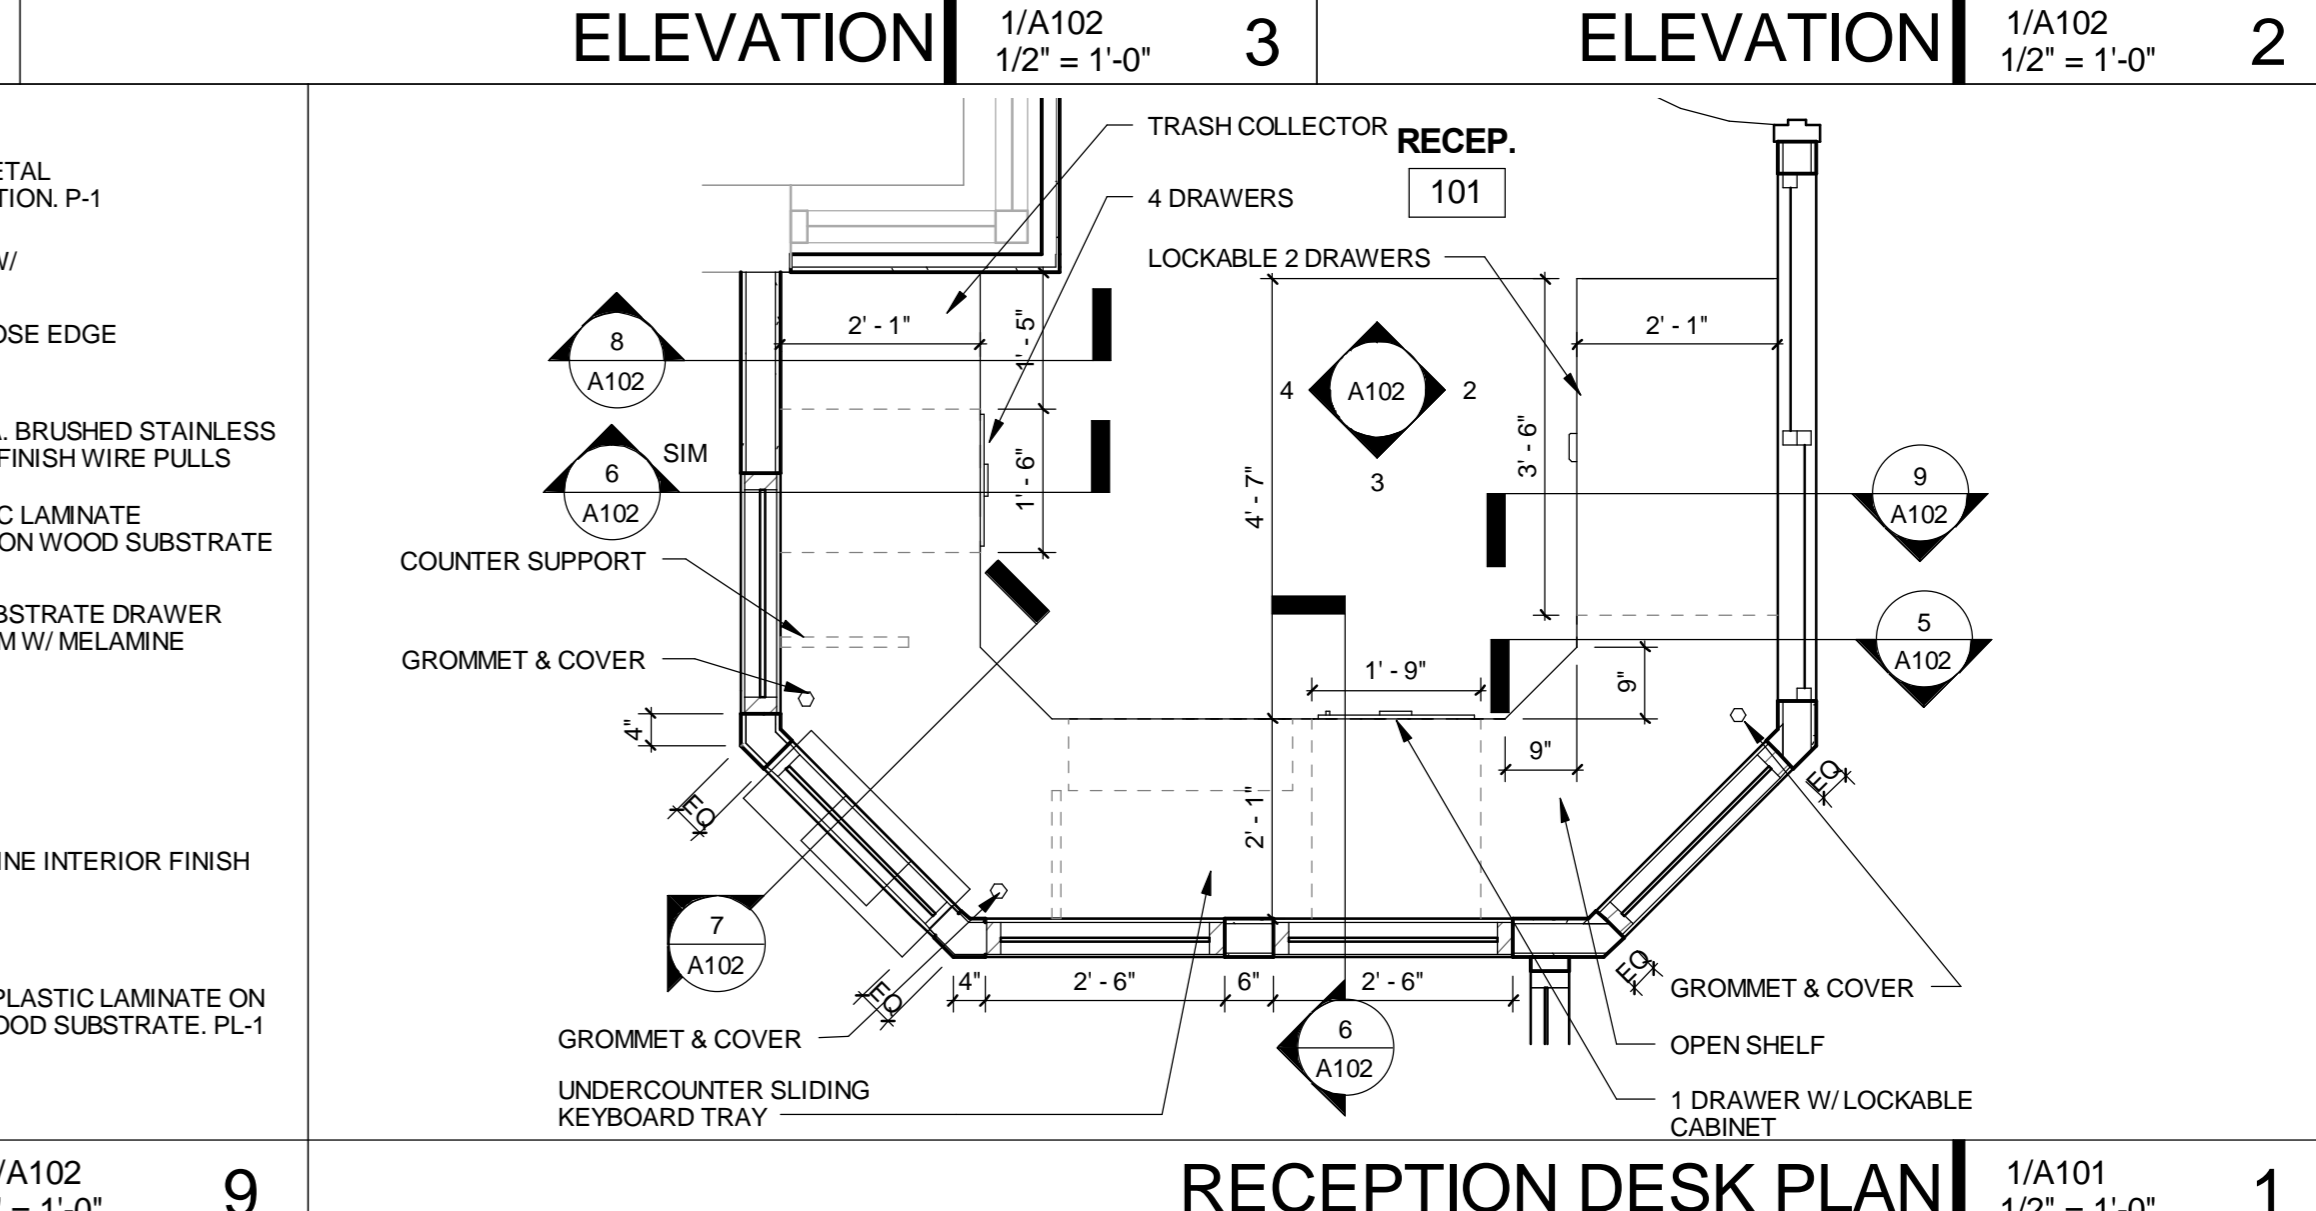 ELEVATION
1/A102
1/2" = 1'-0"
3
ELEVATION
1/A102
1/2" = 1'-0"
2
TION. P-1
W/
OSE EDGE
BRUSHED STAINLESS
FINISH WIRE PULLS
C LAMINATE
ON WOOD SUBSTRATE
BSTRATE DRAWER
M W/ MELAMINE
INE INTERIOR FINISH
PLASTIC LAMINATE ON
OOD SUBSTRATE. PL-1
TRASH COLLECTOR
RECEP.
101
4 DRAWERS
LOCKABLE 2 DRAWERS
8
A102
2' - 1"
1' - 5"
4
A102
2
3
2' - 1"
6
A102
SIM
1' - 6"
4' - 7"
3' - 6"
9
A102
COUNTER SUPPORT
GROMMET & COVER
5
A102
1' - 9"
9"
9"
4"
EQ
EQ
2' - 1"
7
A102
EQ
EQ
4"
2' - 6"
6"
2' - 6"
GROMMET & COVER
GROMMET & COVER
6
A102
OPEN SHELF
UNDERCOUNTER SLIDING
KEYBOARD TRAY
1 DRAWER W/ LOCKABLE
CABINET
/A102
= 1'-0"
9
RECEPTION DESK PLAN
1/A101
1/2" = 1'-0"
1